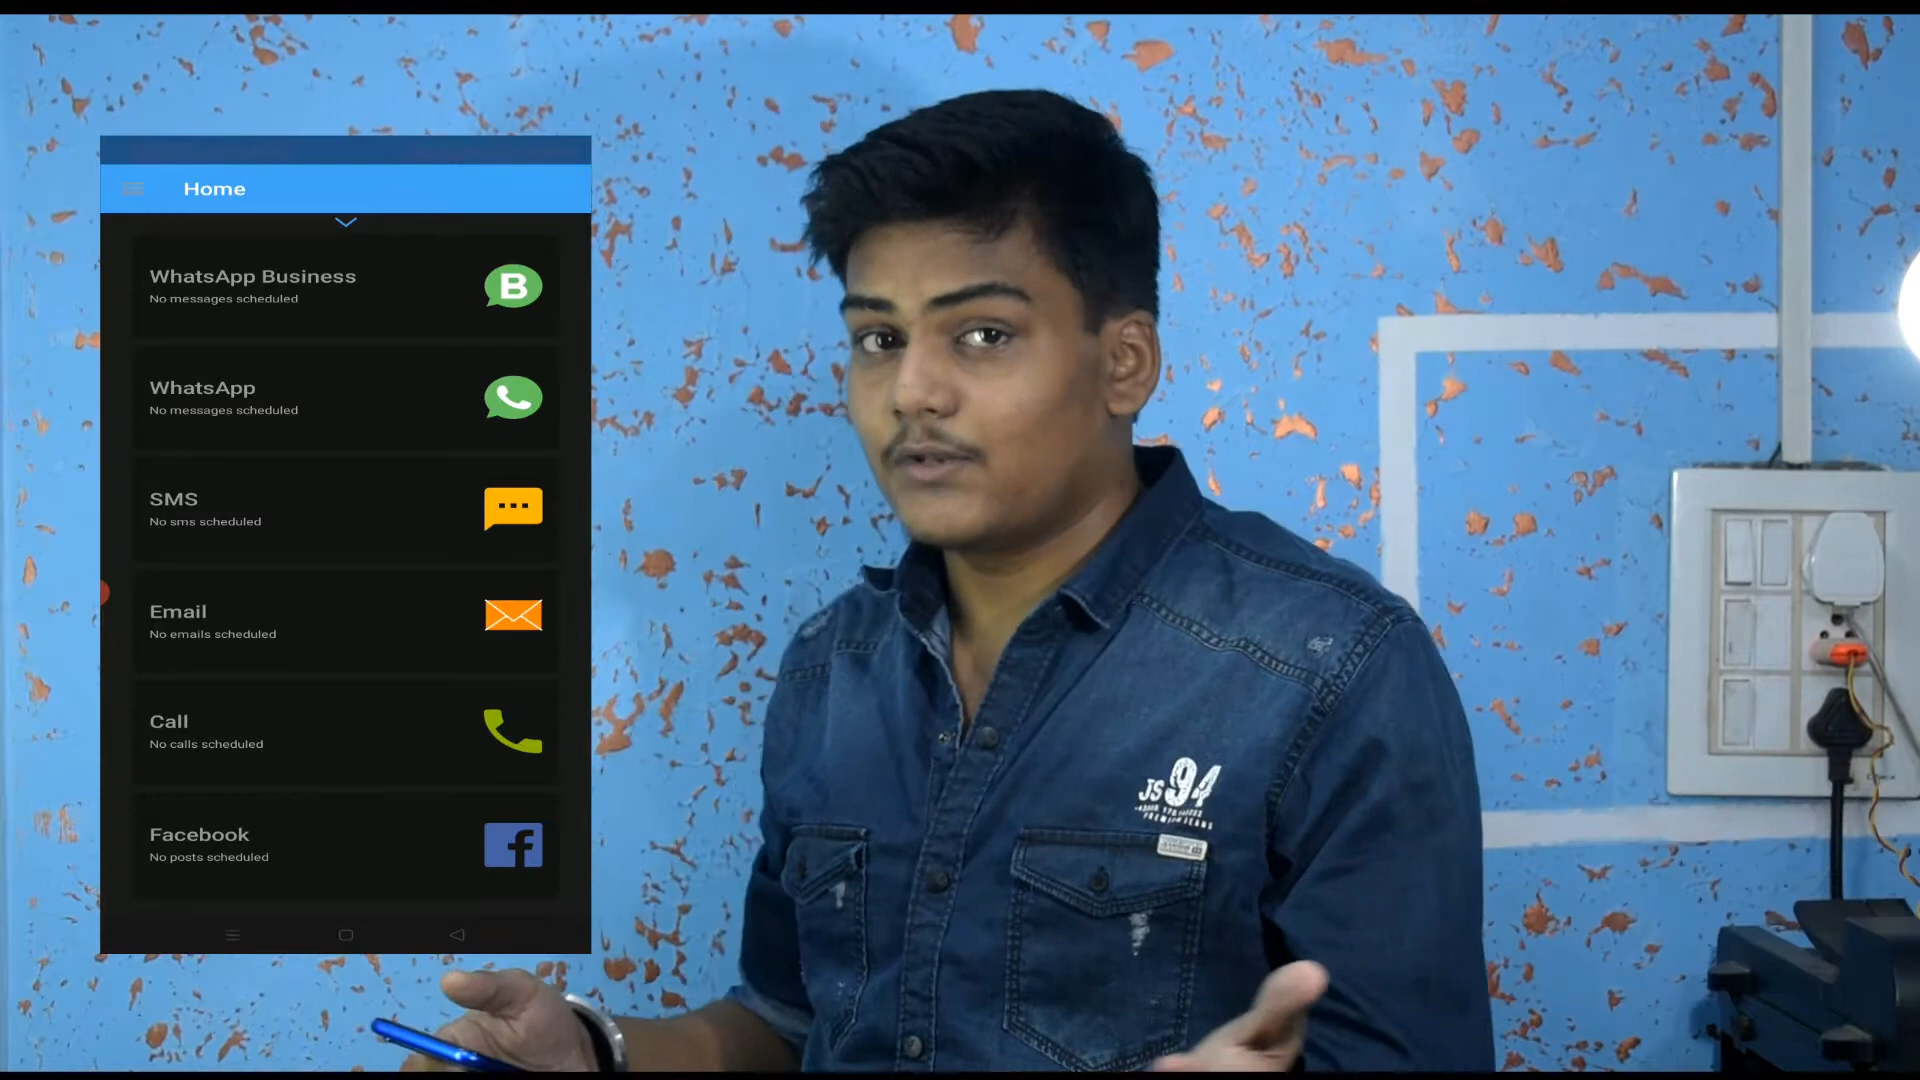 Home
WhatsApp Business
No messages scheduled
WhatsApp
No messages scheduled
SMS
No sms scheduled
Email
No emails scheduled
Call
No calls scheduled
Facebook
No posts scheduled
JS 94